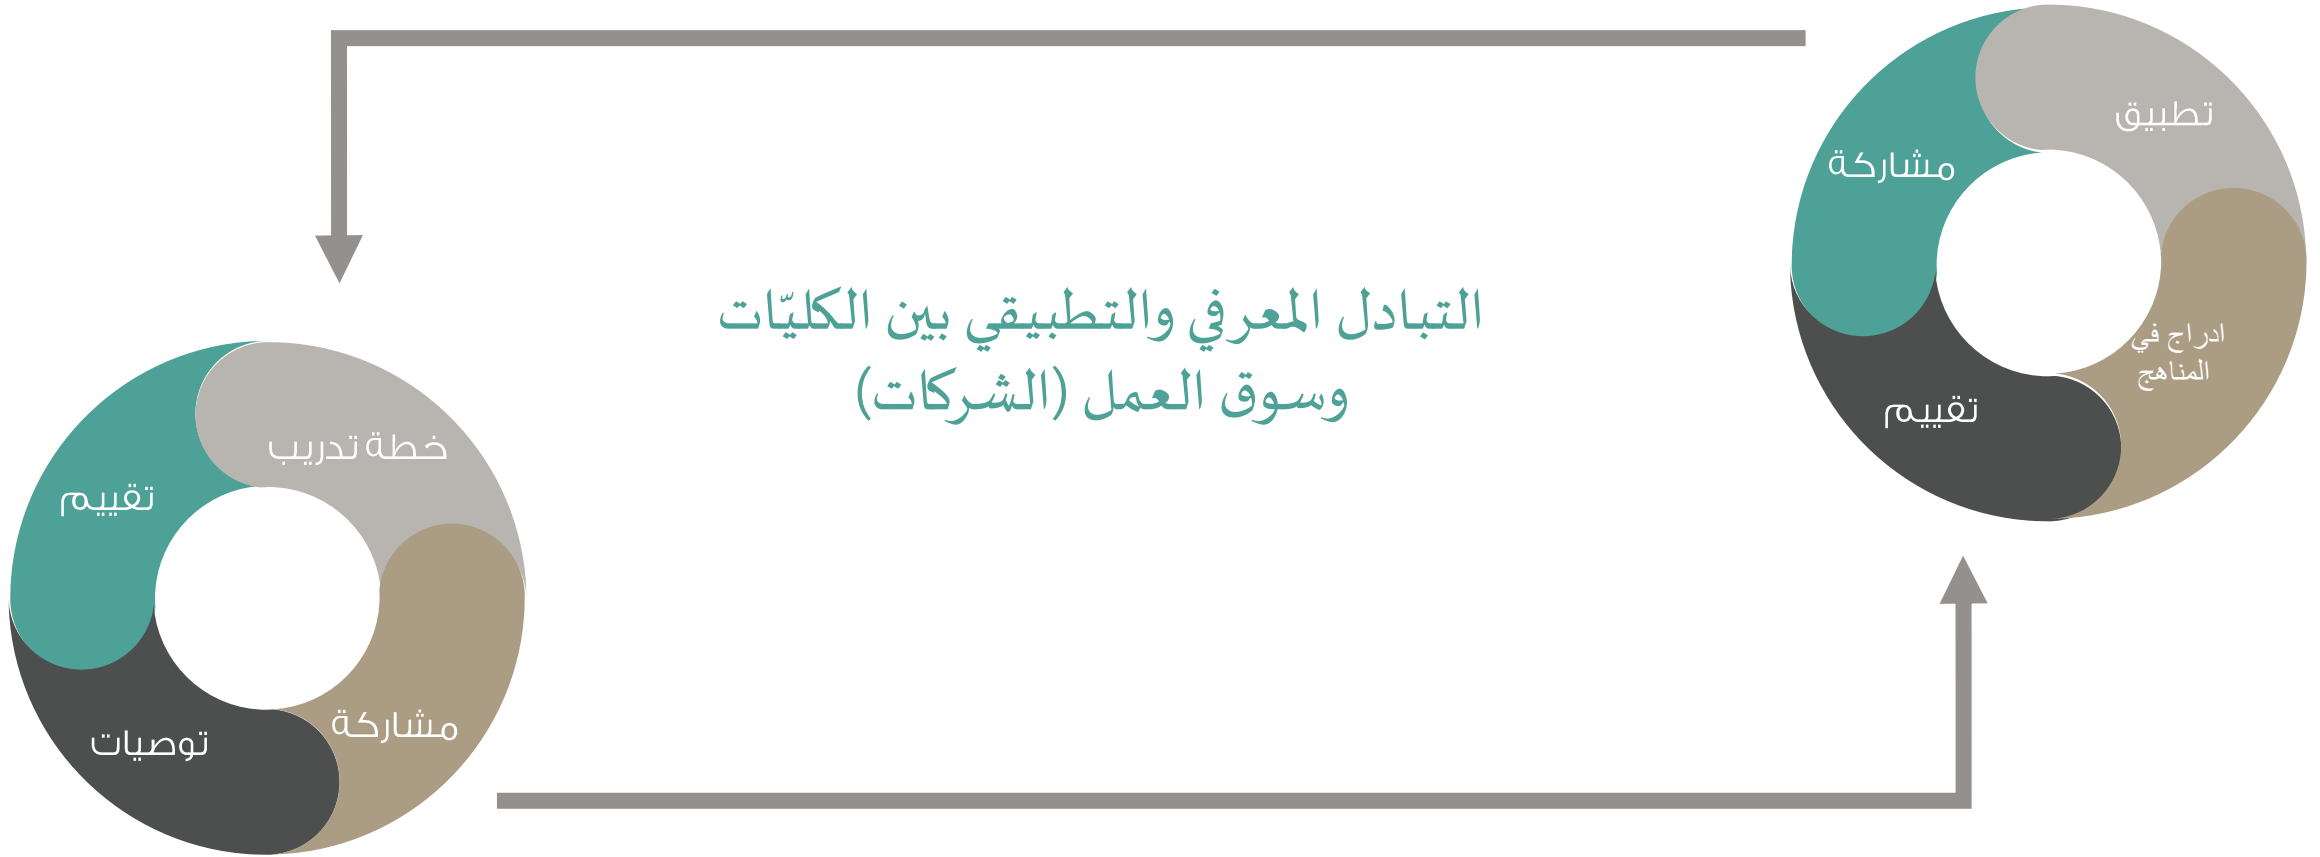 تطبيق
مشاركة
ادراج في
المناهج
تقييم
التبادل المعرفي والتطبيقي بين الكليّات
وسوق العمل (الشركات)
خطة تدريب
تقييم
مشاركة
توصيات